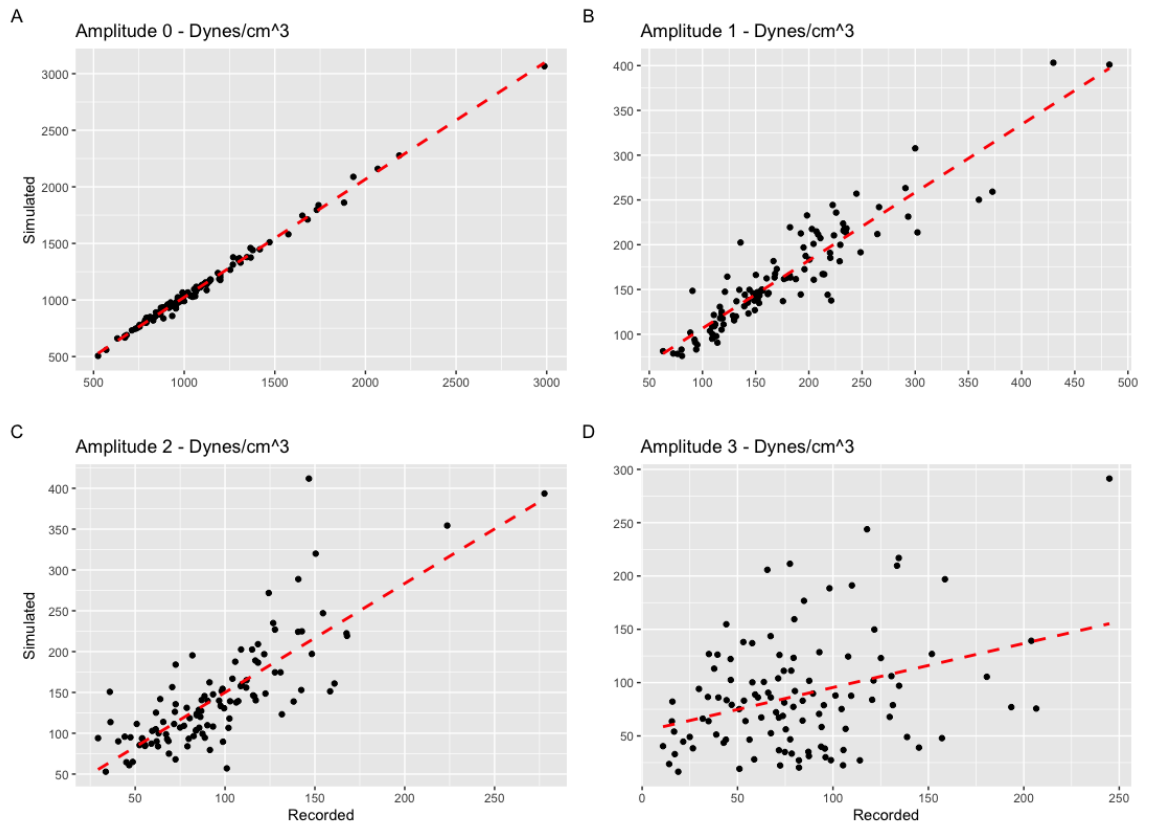 A
Amplitude 0 - Dynes/cm^3
Simulated
3000
2500
2000
1500
1000
500
500 1000 1500 2000 2500 3000
B
Amplitude 1 - Dynes/cm^3
400
350
300
250
200
150
100
50 100 150 200 250 300 350 400 450 500
C
Amplitude 2 - Dynes/cm^3
Simulated
400
350
300
250
200
150
100
50
50 100 150 200 250
Recorded
D
Amplitude 3 - Dynes/cm^3
300
250
200
150
100
50
0 50 100 150 200 250
Recorded